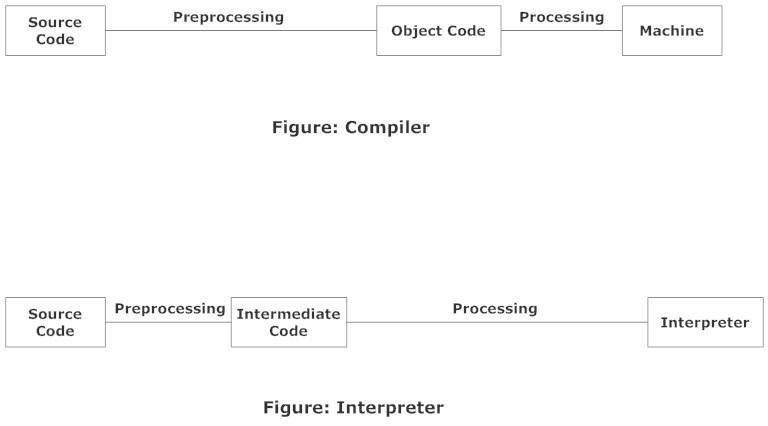 Source
Code
Preprocessing
Object Code
Processing
Machine
Figure: Compiler
Source
Code
Preprocessing
Intermediate
Code
Processing
Interpreter
Figure: Interpreter